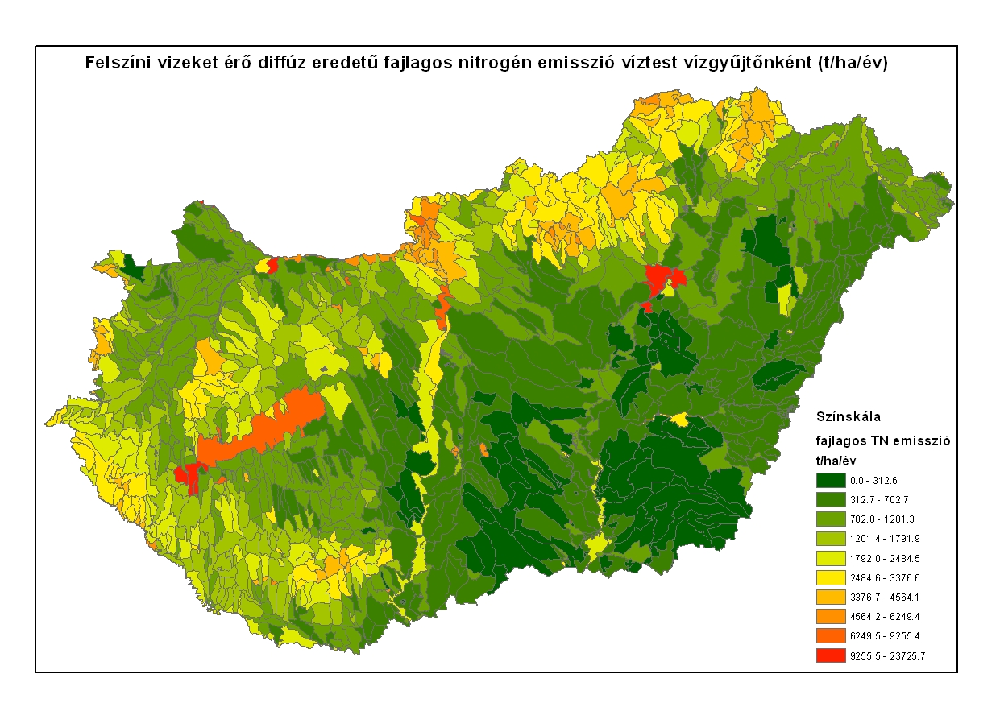 Felszíni vizeket érő diffúz eredetű fajlagos nitrogén emisszió víztest vízgyűjtőnként (t/ha/év)
Színskála
fajlagos TN emisszió
t/ha/év
0.0 - 312.6
312.7 - 702.7
702.8 - 1201.3
1201.4 - 1791.9
1792.0 - 2484.5
2484.6 - 3376.6
3376.7 - 4564.1
4564.2 - 6249.4
6249.5 - 9255.4
9255.5 - 23725.7